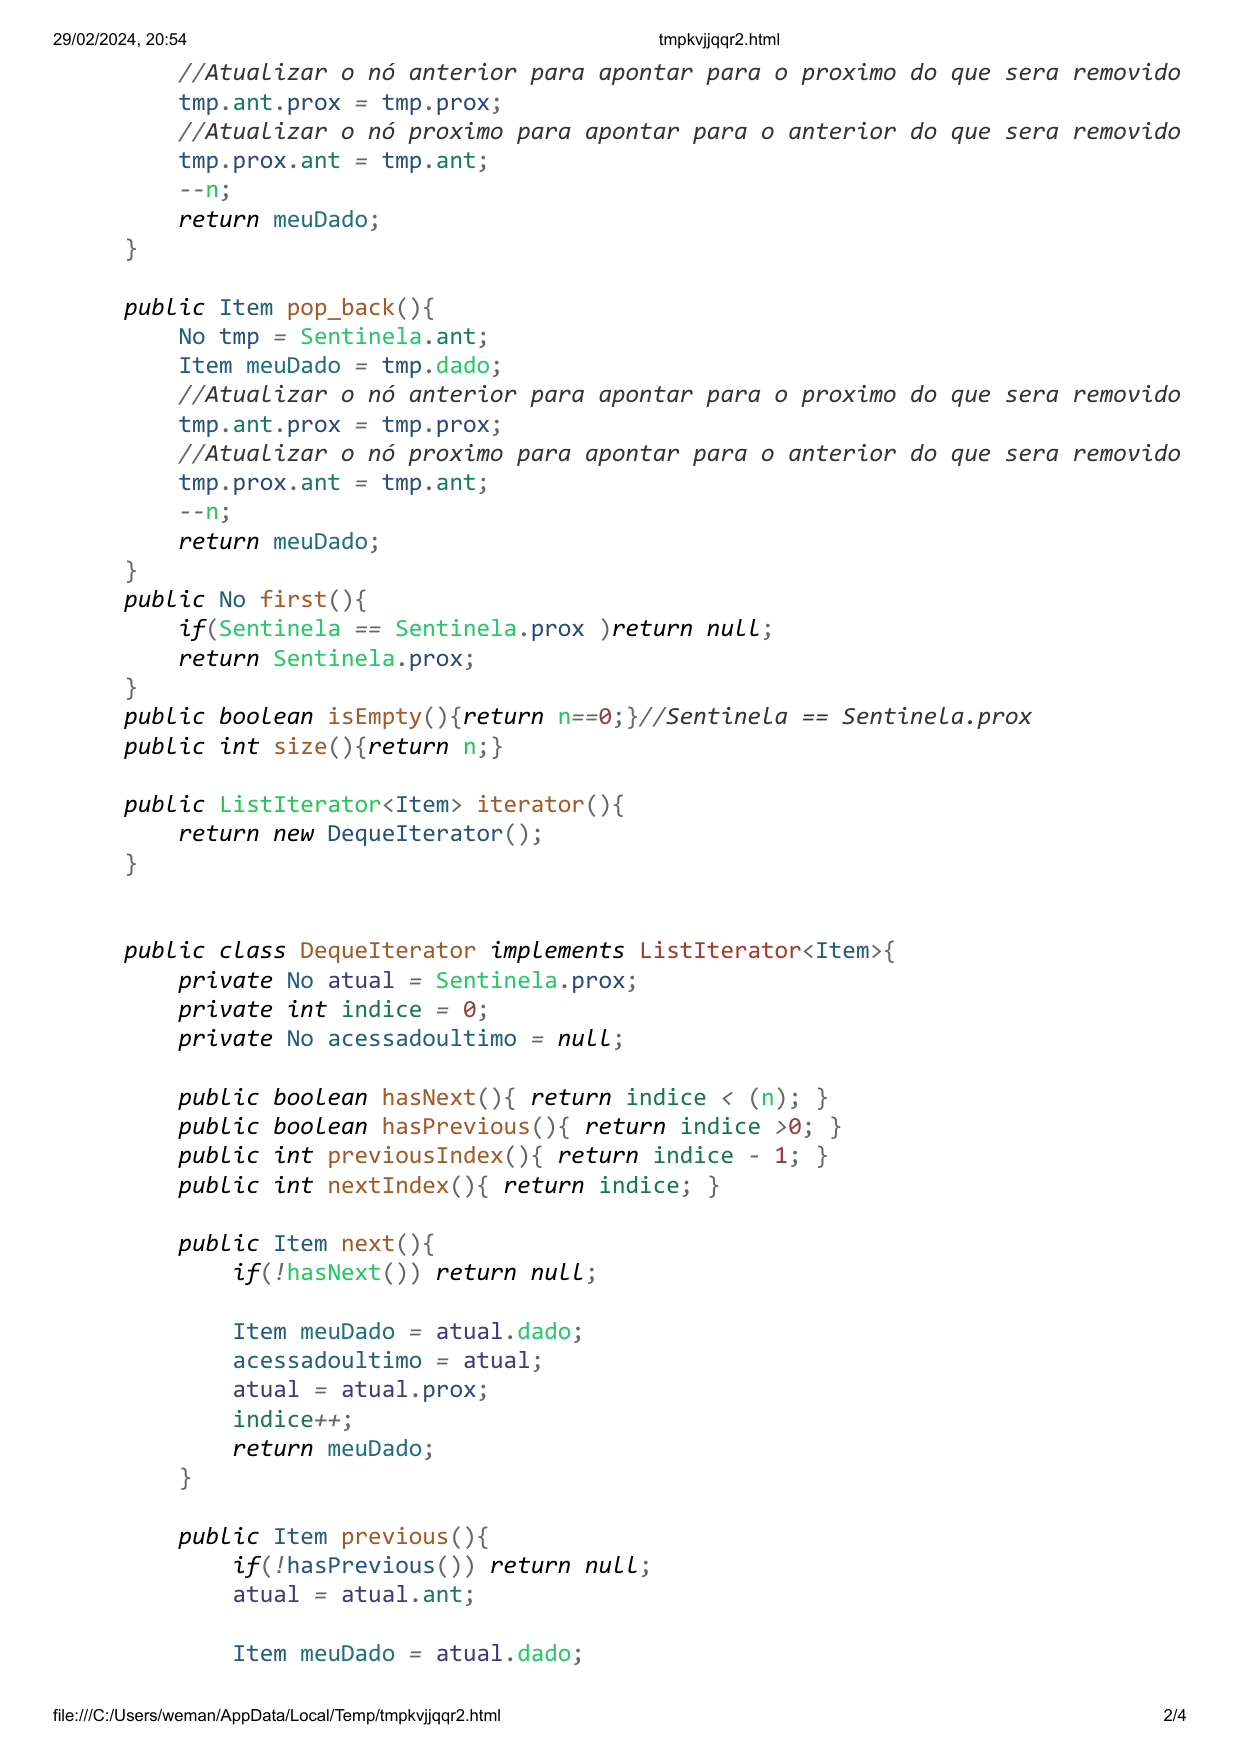 29/02/2024, 20:54 tmpkvjjqqr2.html
//Atualizar o nó anterior para apontar para o proximo do que sera removido
tmp.ant.prox = tmp.prox;
//Atualizar o nó proximo para apontar para o anterior do que sera removido
tmp.prox.ant = tmp.ant;
--n;
return meuDado;
}
public Item pop_back(){
No tmp = Sentinela.ant;
Item meuDado = tmp.dado;
//Atualizar o nó anterior para apontar para o proximo do que sera removido
tmp.ant.prox = tmp.prox;
//Atualizar o nó proximo para apontar para o anterior do que sera removido
tmp.prox.ant = tmp.ant;
--n;
return meuDado;
}
public No first(){
if(Sentinela == Sentinela.prox )return null;
return Sentinela.prox;
}
public boolean isEmpty(){return n==0;}//Sentinela == Sentinela.prox
public int size(){return n;}
public ListIterator<Item> iterator(){
return new DequeIterator();
}
public class DequeIterator implements ListIterator<Item>{
private No atual = Sentinela.prox;
private int indice = 0;
private No acessadoultimo = null;
public boolean hasNext(){ return indice < (n); }
public boolean hasPrevious(){ return indice >0; }
public int previousIndex(){ return indice - 1; }
public int nextIndex(){ return indice; }
public Item next(){
if(!hasNext()) return null;
Item meuDado = atual.dado;
acessadoultimo = atual;
atual = atual.prox;
indice++;
return meuDado;
}
public Item previous(){
if(!hasPrevious()) return null;
atual = atual.ant;
Item meuDado = atual.dado;
file:///C:/Users/weman/AppData/Local/Temp/tmpkvjjqqr2.html 2/4